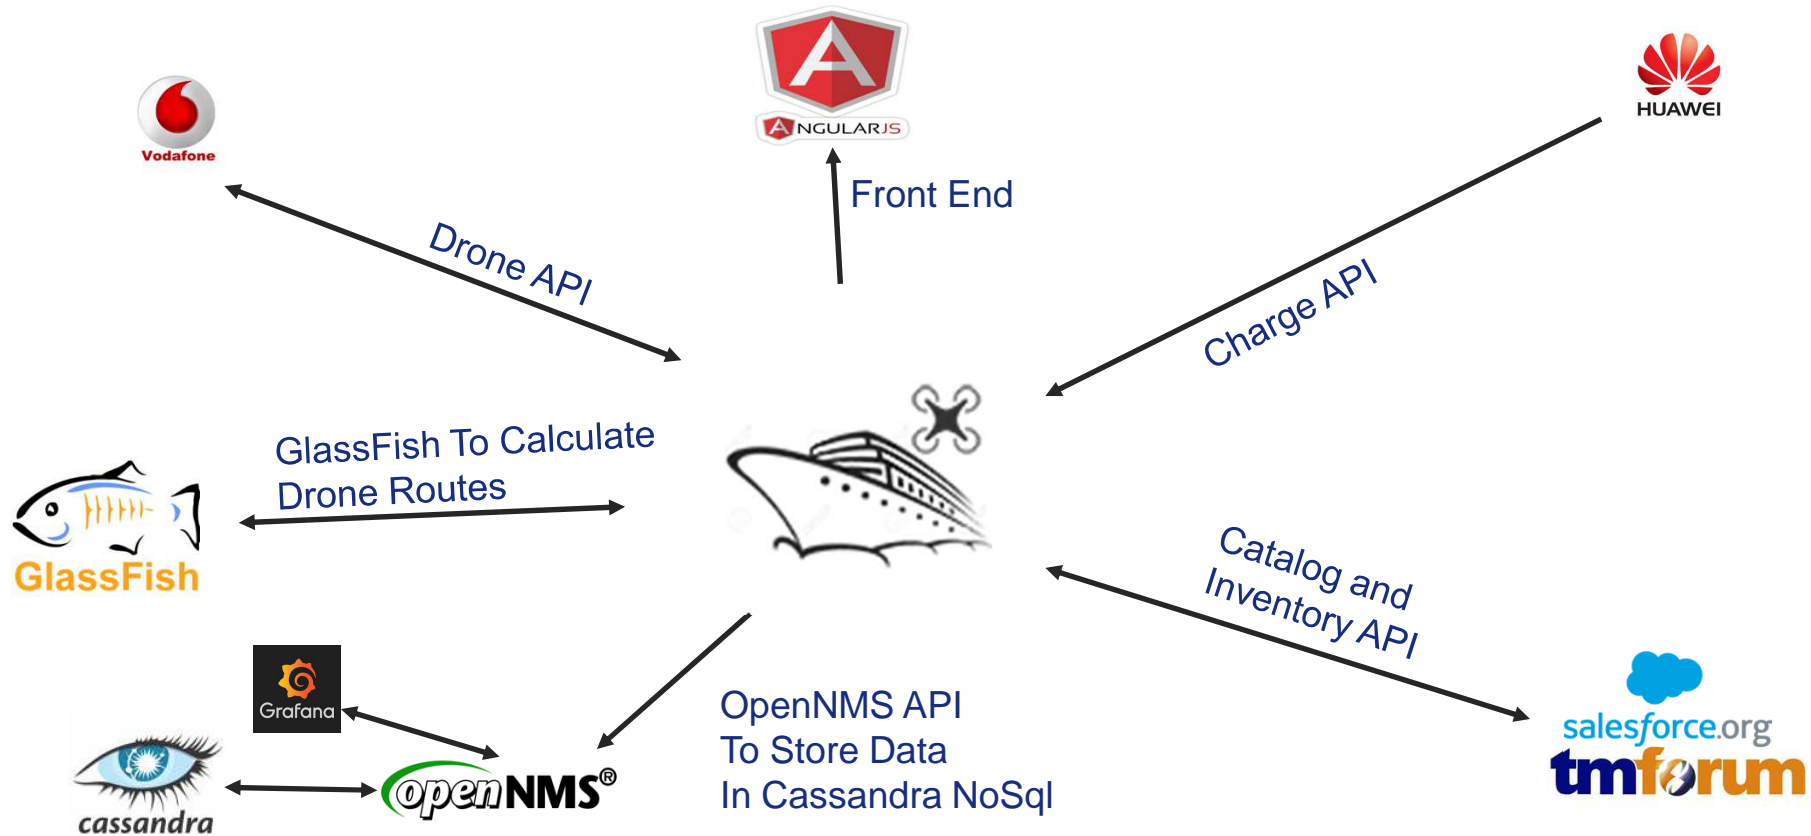 ANGULARJS
HUAWEI
Vodafone
Front End
Drone API
Charge API
GlassFish To Calculate
Drone Routes
GlassFish
Catalog and
Inventory API
Grafana
OpenNMS API
To Store Data
In Cassandra NoSql
salesforce.org
tmforum
openNMS®
cassandra